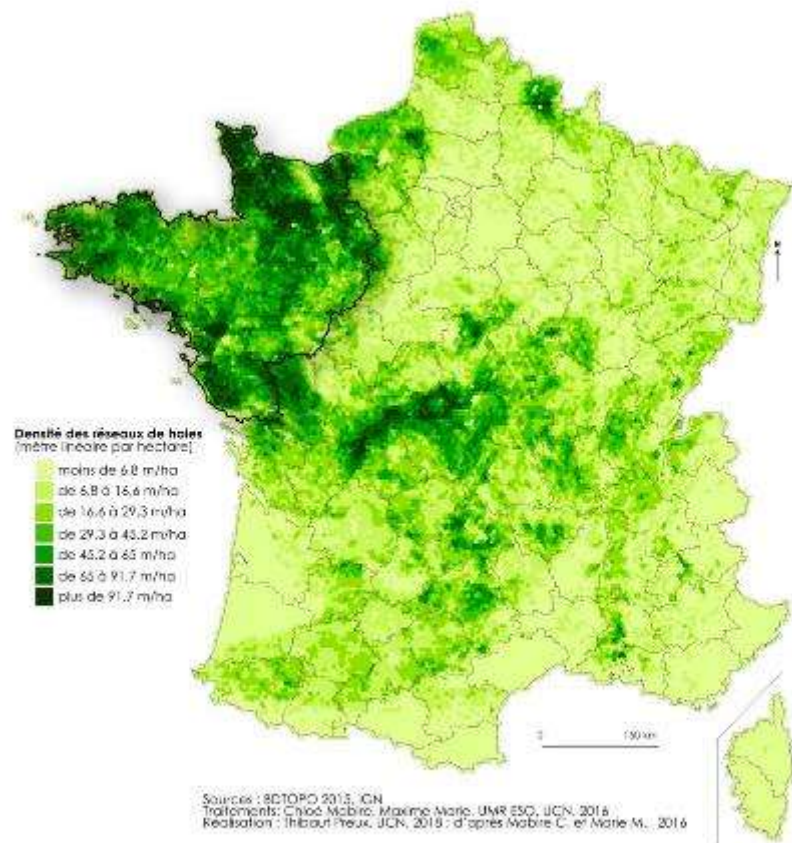 N
Densité des réseaux de haies
(mètre linéaire par hectare)
moins de 6.8 m/ha
de 6,8 à 16,6 m/ha
de 16.6 à 29.3 m/ha
de 29.3 à 45.2 m/ha
de 45.2 à 65 m/ha
de 65 à 91.7 m/ha
plus de 91.7 m/ha
0 150 km
Sources : BDTOPO 2015, IGN
Traitements: Chloé Mabire, Maxime Marie, UMR ESO, UCN, 2016
Réalisation : Thibaut Preux, UCN, 2018 ; d'après Mabire C. et Marie M., 2016